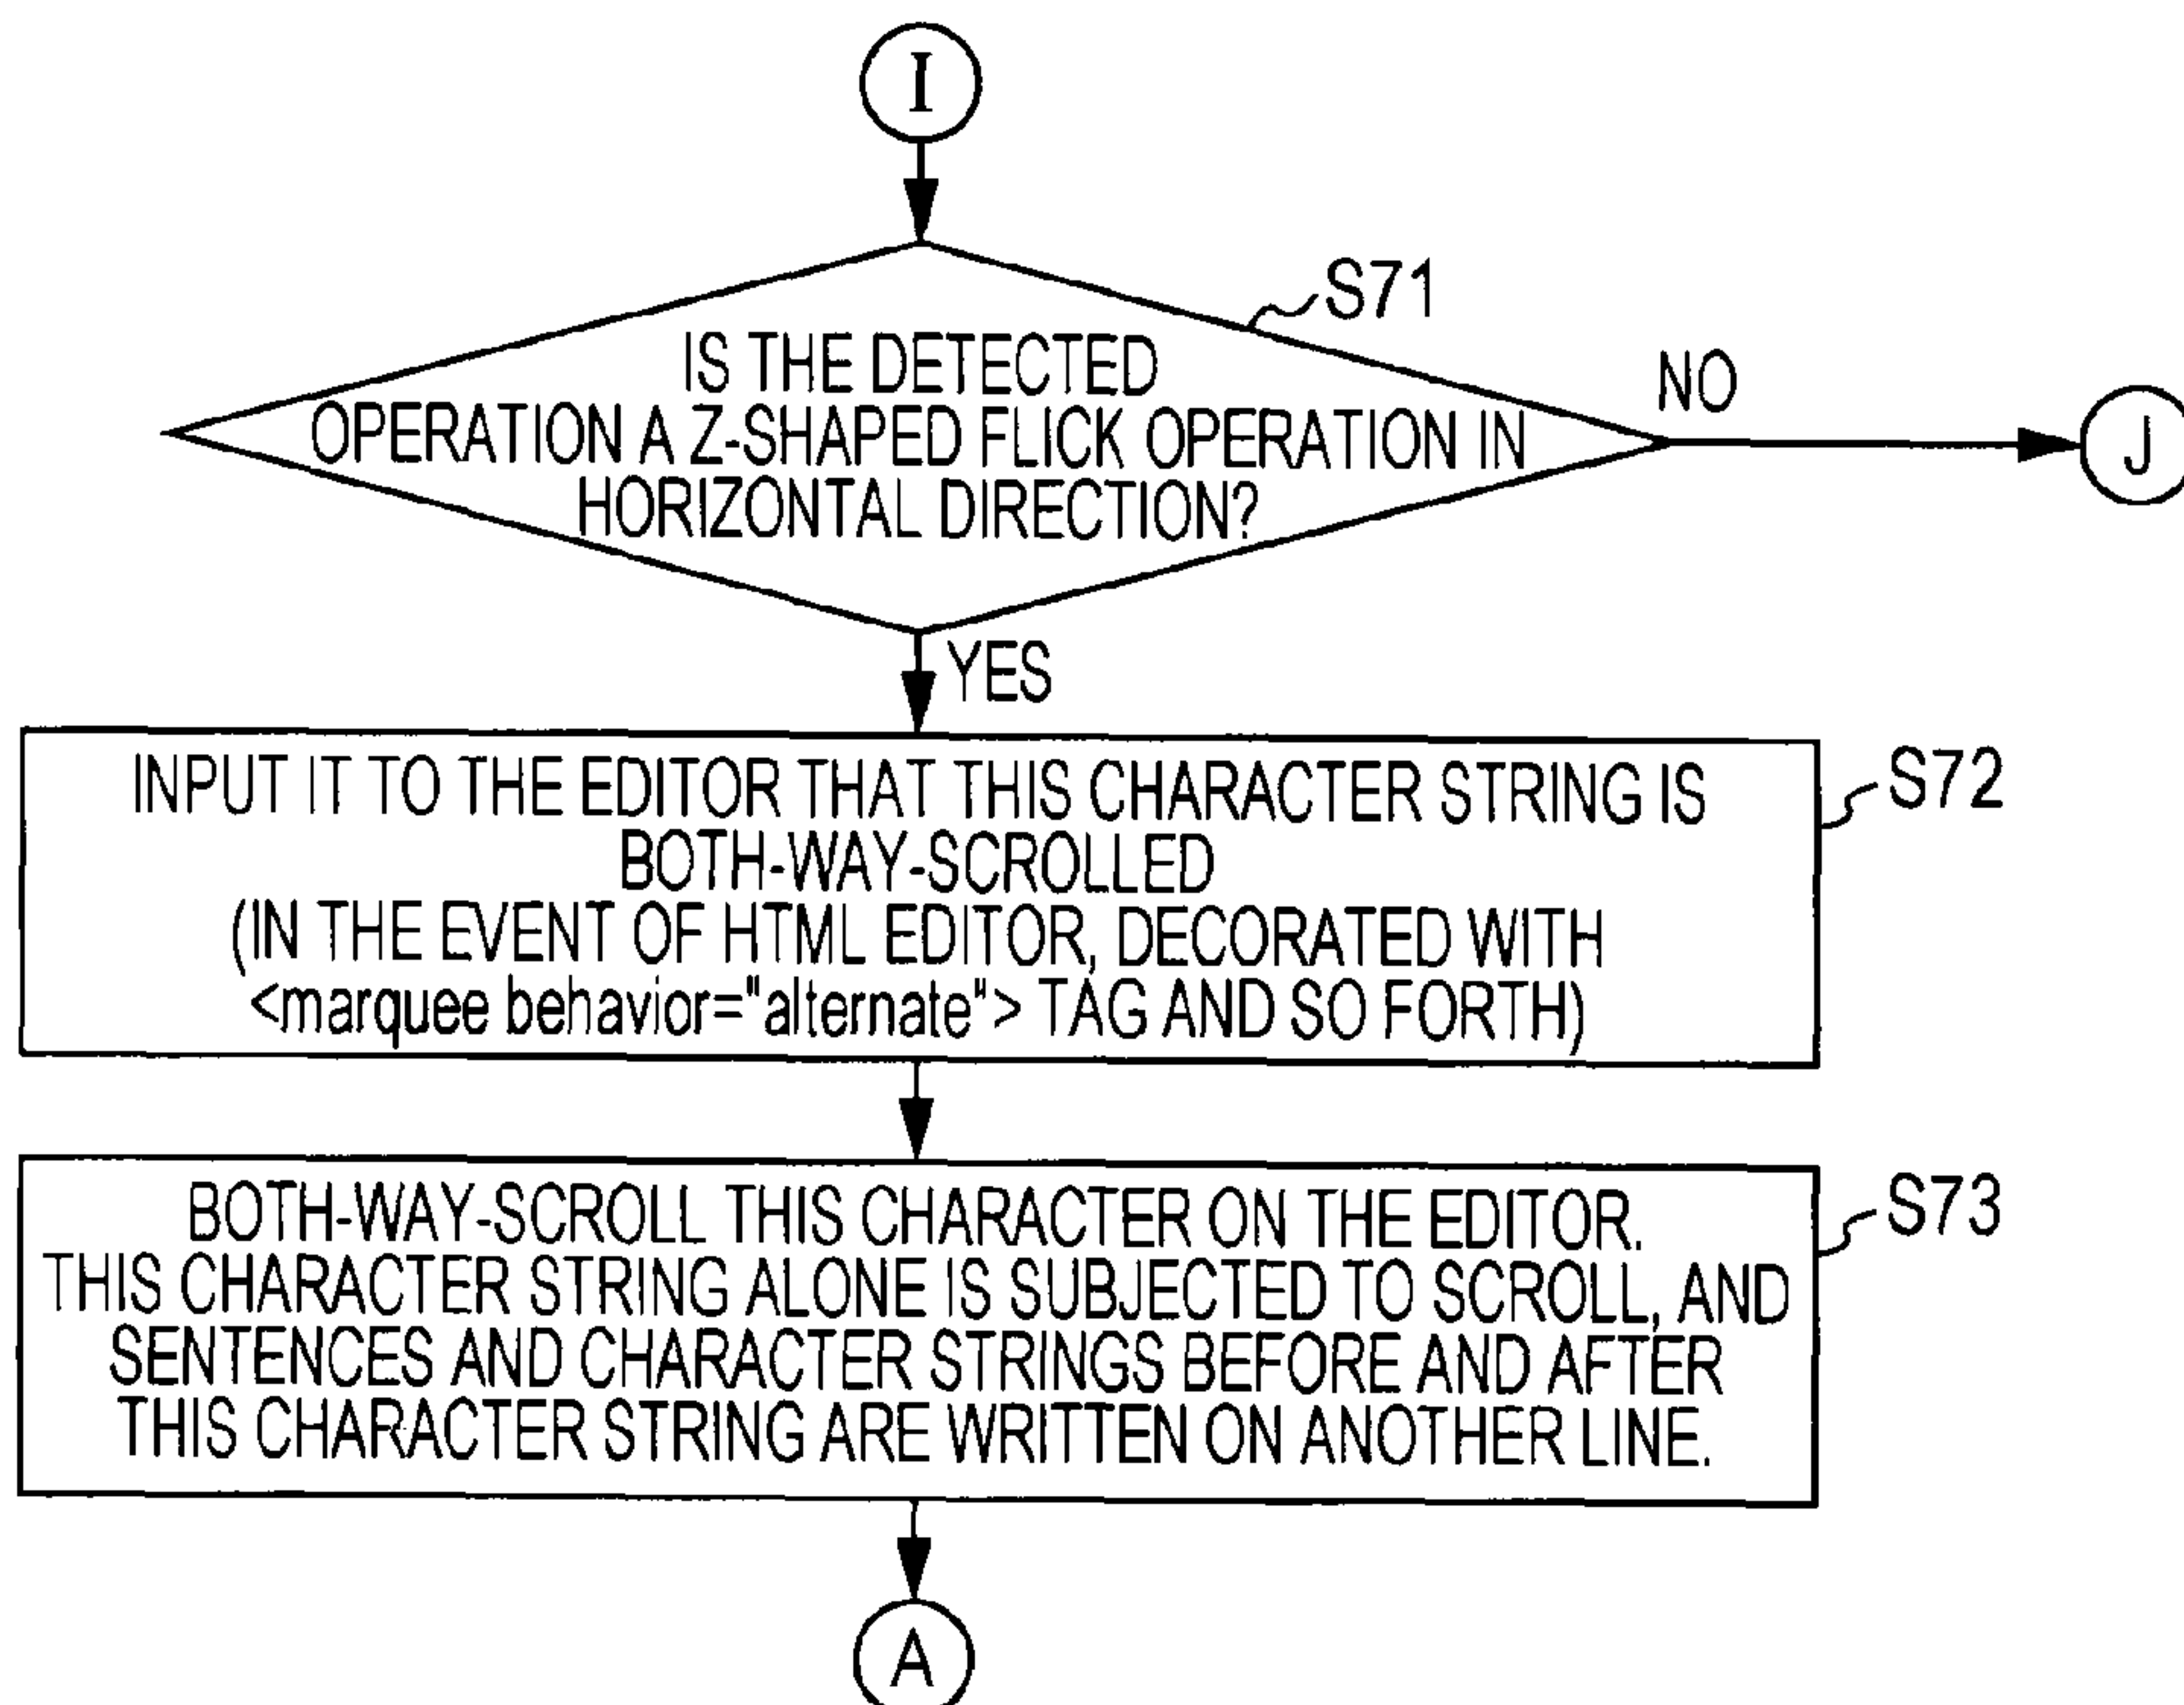 I
S71
IS THE DETECTED
OPERATION A Z-SHAPED FLICK OPERATION IN
HORIZONTAL DIRECTION?
NO
J
YES
S72
INPUT IT TO THE EDITOR THAT THIS CHARACTER STRING IS
BOTH-WAY-SCROLLED
(IN THE EVENT OF HTML EDITOR, DECORATED WITH
<marquee behavior="alternate"> TAG AND SO FORTH)
S73
BOTH-WAY-SCROLL THIS CHARACTER ON THE EDITOR.
THIS CHARACTER STRING ALONE IS SUBJECTED TO SCROLL, AND
SENTENCES AND CHARACTER STRINGS BEFORE AND AFTER
THIS CHARACTER STRING ARE WRITTEN ON ANOTHER LINE.
A